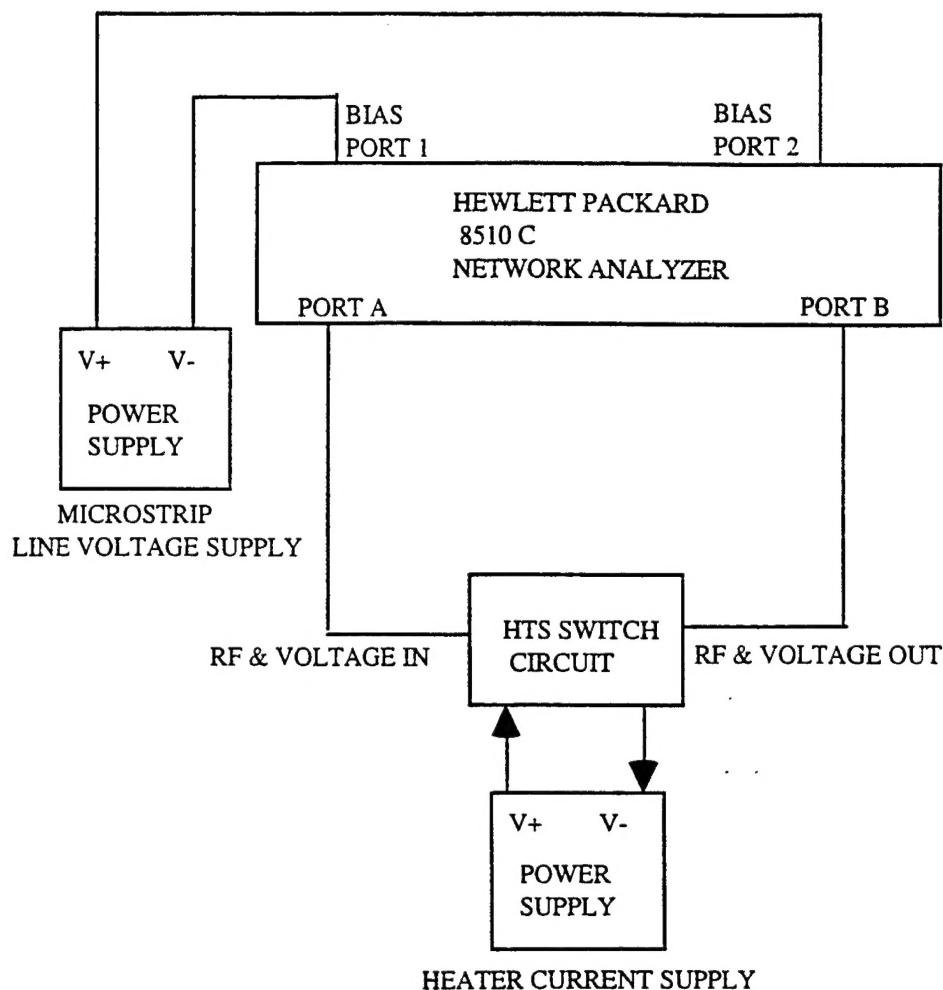 BIAS
PORT 1
BIAS
PORT 2
HEWLETT PACKARD
8510 C
NETWORK ANALYZER
PORT A
PORT B
V+ V-
POWER
SUPPLY
MICROSTRIP
LINE VOLTAGE SUPPLY
HTS SWITCH
CIRCUIT
RF & VOLTAGE IN
RF & VOLTAGE OUT
V+ V-
POWER
SUPPLY
HEATER CURRENT SUPPLY